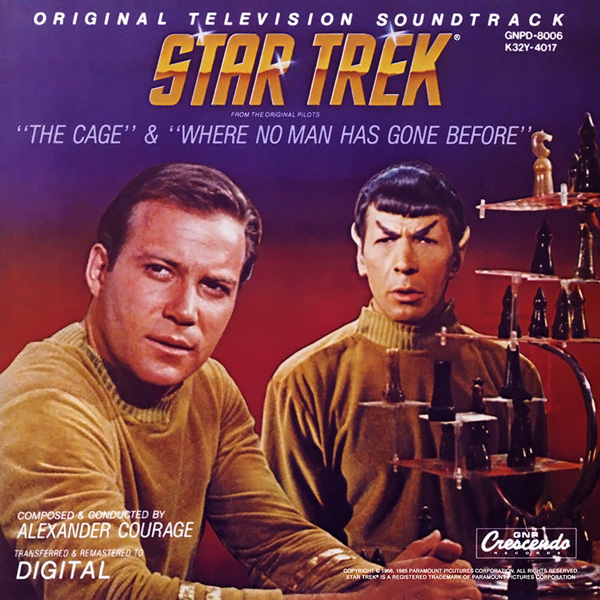 ORIGINAL TELEVISION SOUNDTRACK
GNPD-8006
K32Y-4017
STAR TREK®
FROM THE ORIGINAL PILOTS
"THE CAGE" & "WHERE NO MAN HAS GONE BEFORE"
COMPOSED & CONDUCTED BY
ALEXANDER COURAGE
TRANSFERRED & REMASTERED TO
DIGITAL
GNP
Crescendo
RECORDS
COPYRIGHT © 1966, 1985 PARAMOUNT PICTURES CORPORATION. ALL RIGHTS RESERVED.
STAR TREK® IS A REGISTERED TRADEMARK OF PARAMOUNT PICTURES CORPORATION